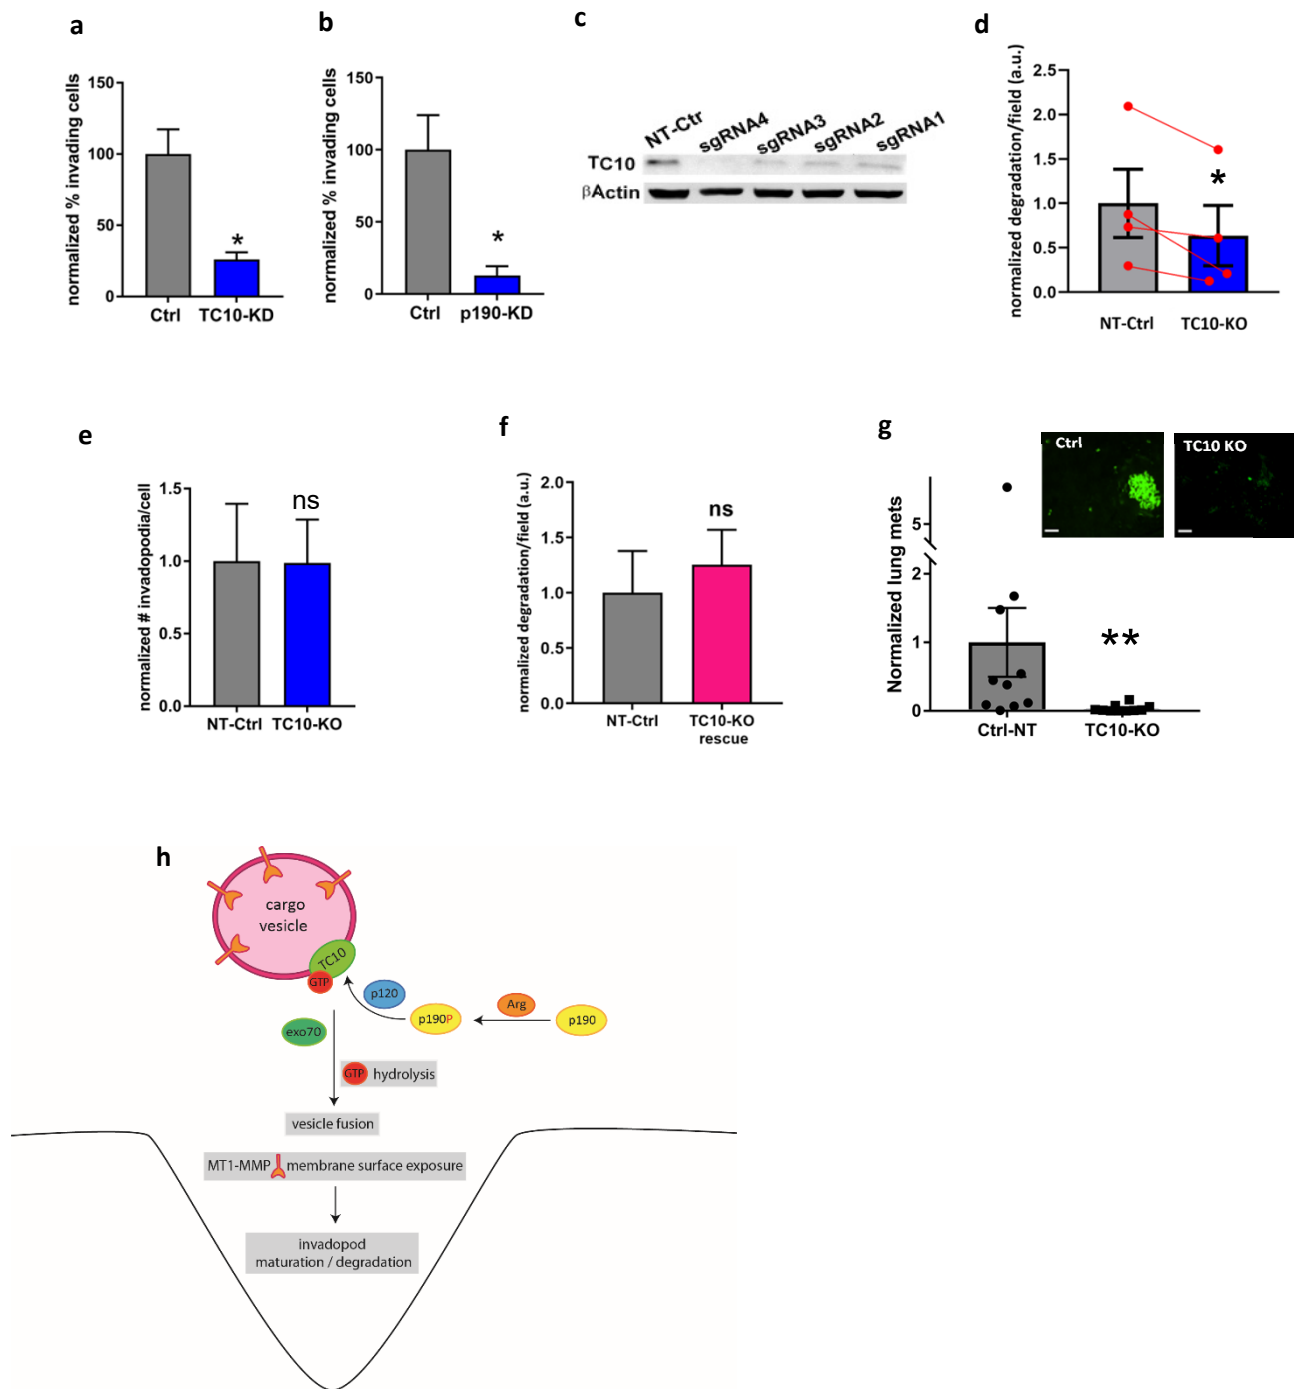 a
normalized % invading cells
150
100
50
0
*
Ctrl
TC10-KD
b
normalized % invading cells
150
100
50
0
*
Ctrl
p190-KD
c
NT-Ctr
sgRNA4
sgRNA3
sgRNA2
sgRNA1
TC10
βActin
d
normalized degradation/field (a.u.)
2.5
2.0
1.5
1.0
0.5
0.0
*
NT-Ctrl
TC10-KO
e
normalized # invadopodia/cell
1.5
1.0
0.5
0.0
ns
NT-Ctrl
TC10-KO
f
normalized degradation/field (a.u.)
2.0
1.5
1.0
0.5
0.0
ns
NT-Ctrl
TC10-KO
rescue
g
Ctrl
TC10 KO
Normalized lung mets
5
2
1
0
**
Ctrl-NT
TC10-KO
h
cargo
vesicle
TC10
GTP
p120
p190P
Arg
p190
exo70
GTP hydrolysis
vesicle fusion
MT1-MMP membrane surface exposure
invadopod
maturation / degradation